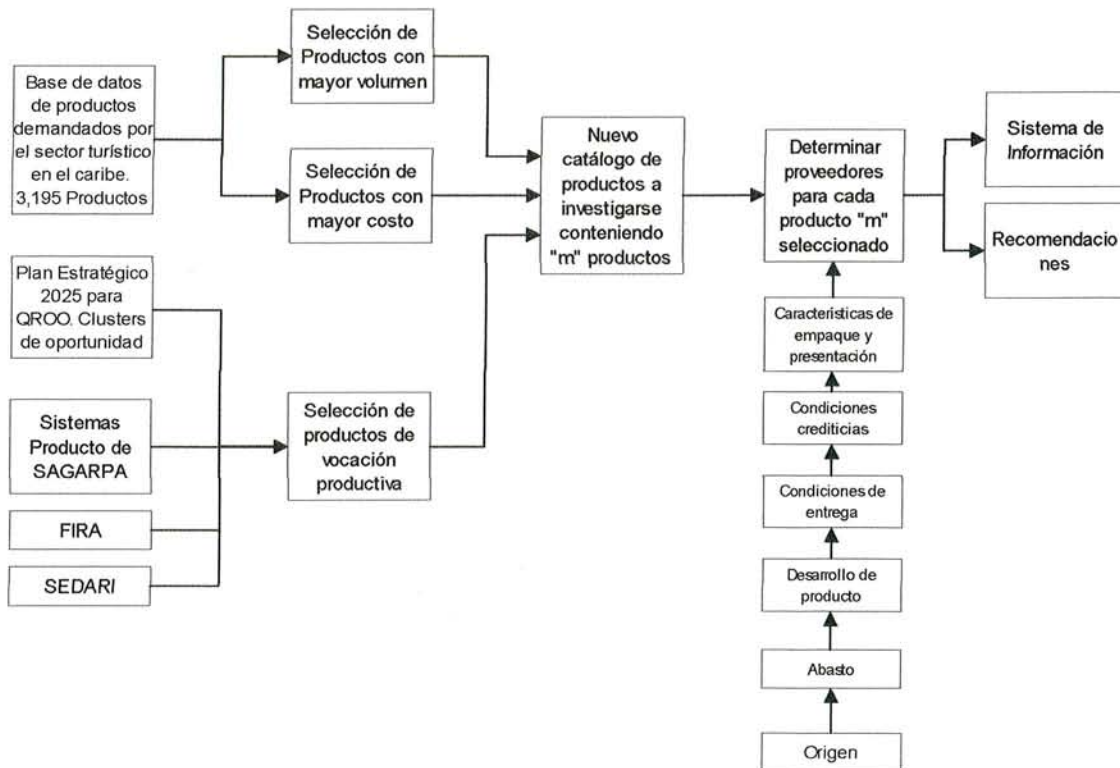 Base de datos
de productos
demandados por
el sector turístico
en el caribe.
3,195 Productos
Plan Estratégico
2025 para
QROO. Clusters
de oportunidad
Sistemas
Producto de
SAGARPA
FIRA
SEDARI
Selección de
Productos con
mayor volumen
Selección de
Productos con
mayor costo
Selección de
productos de
vocación
productiva
Nuevo
catálogo de
productos a
investigarse
conteniendo
"m" productos
Determinar
proveedores
para cada
producto "m"
seleccionado
Características de
empaque y
presentación
Condiciones
crediticias
Condiciones de
entrega
Desarrollo de
producto
Abasto
Origen
Sistema de
Información
Recomendacio
nes